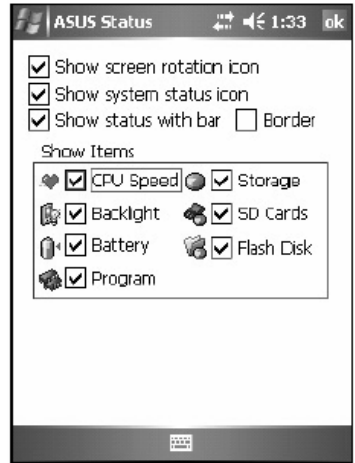 ASUS Status 1:33 ok
Show screen rotation icon
Show system status icon
Show status with bar Border
Show Items
CPU Speed Storage
Backlight SD Cards
Battery Flash Disk
Program